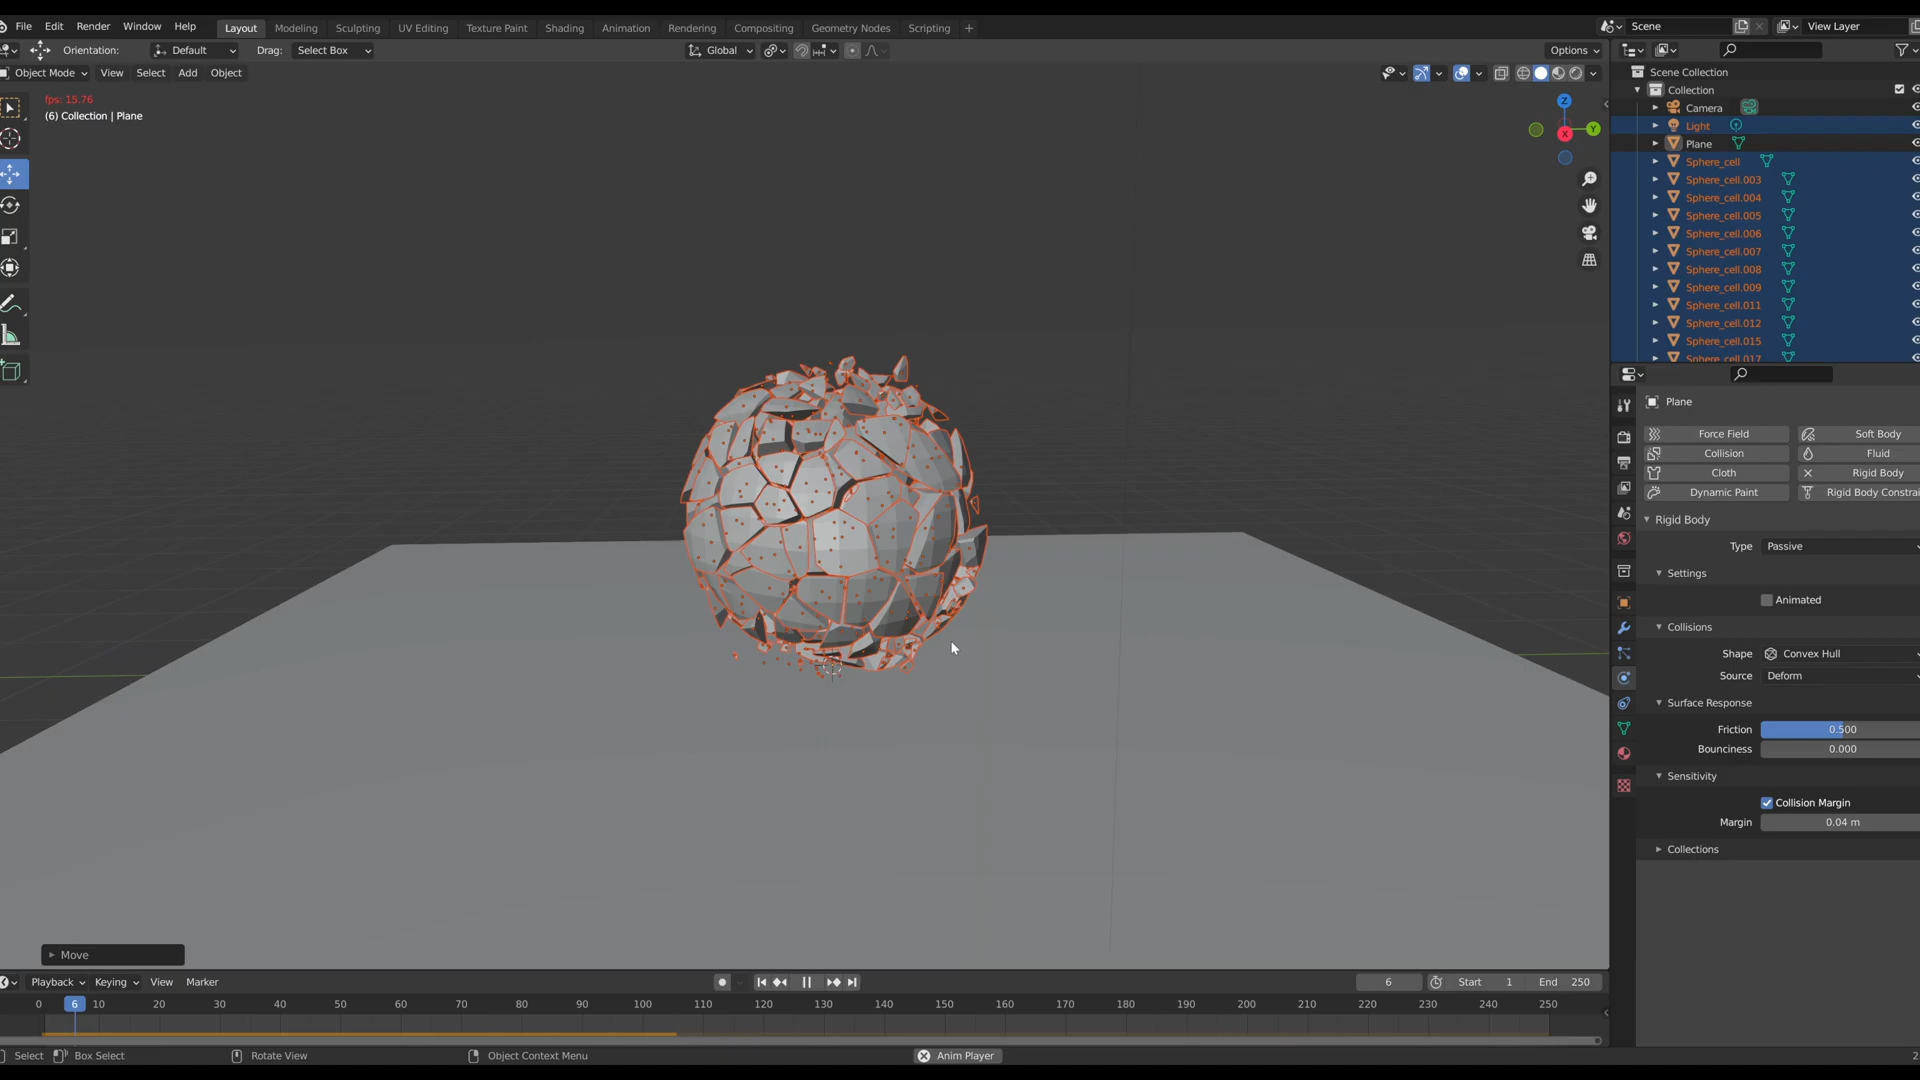 File Edit Render Window Help Layout Modeling Sculpting UV Editing Texture Paint Shading Animation Rendering Compositing Geometry Nodes Scripting + Scene View Layer
Orientation: Default Drag: Select Box Global Options
Object Mode View Select Add Object
fps: 15.76
(6) Collection | Plane
Z
Y
X
Scene Collection
Collection
Camera
Light
Plane
Sphere_cell
Sphere_cell.003
Sphere_cell.004
Sphere_cell.005
Sphere_cell.006
Sphere_cell.007
Sphere_cell.008
Sphere_cell.009
Sphere_cell.011
Sphere_cell.012
Sphere_cell.015
Sphere_cell.017
Plane
Force Field Soft Body
Collision Fluid
Cloth Rigid Body
Dynamic Paint Rigid Body Constrai
Rigid Body
Type Passive
Settings
Animated
Collisions
Shape Convex Hull
Source Deform
Surface Response
Friction 0.500
Bounciness 0.000
Sensitivity
Collision Margin
Margin 0.04 m
Collections
Move
Playback Keying View Marker 6 Start 1 End 250
0 6 10 20 30 40 50 60 70 80 90 100 110 120 130 140 150 160 170 180 190 200 210 220 230 240 250
Select Box Select Rotate View Object Context Menu Anim Player